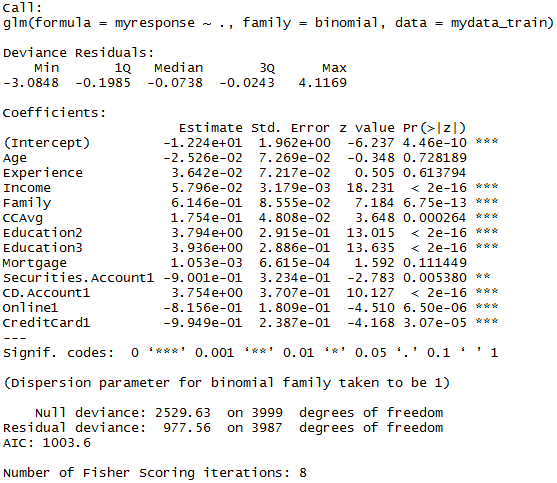 Call:
glm(formula = myresponse ~ ., family = binomial, data = mydata_train)
Deviance Residuals:
Min 1Q Median 3Q Max
-3.0848 -0.1985 -0.0738 -0.0243 4.1169
Coefficients:
Estimate Std. Error z value Pr(>|z|)
(Intercept) -1.224e+01 1.962e+00 -6.237 4.46e-10 ***
Age -2.526e-02 7.269e-02 -0.348 0.728189
Experience 3.642e-02 7.217e-02 0.505 0.613794
Income 5.796e-02 3.179e-03 18.231 < 2e-16 ***
Family 6.146e-01 8.555e-02 7.184 6.75e-13 ***
CCAvg 1.754e-01 4.808e-02 3.648 0.000264 ***
Education2 3.794e+00 2.915e-01 13.015 < 2e-16 ***
Education3 3.936e+00 2.886e-01 13.635 < 2e-16 ***
Mortgage 1.053e-03 6.615e-04 1.592 0.111449
Securities.Account1 -9.001e-01 3.234e-01 -2.783 0.005380 **
CD.Account1 3.754e+00 3.707e-01 10.127 < 2e-16 ***
Online1 -8.156e-01 1.809e-01 -4.510 6.50e-06 ***
CreditCard1 -9.949e-01 2.387e-01 -4.168 3.07e-05 ***
---
Signif. codes: 0 ‘***’ 0.001 ‘**’ 0.01 ‘*’ 0.05 ‘.’ 0.1 ‘ ’ 1
(Dispersion parameter for binomial family taken to be 1)
Null deviance: 2529.63 on 3999 degrees of freedom
Residual deviance: 977.56 on 3987 degrees of freedom
AIC: 1003.6
Number of Fisher Scoring iterations: 8